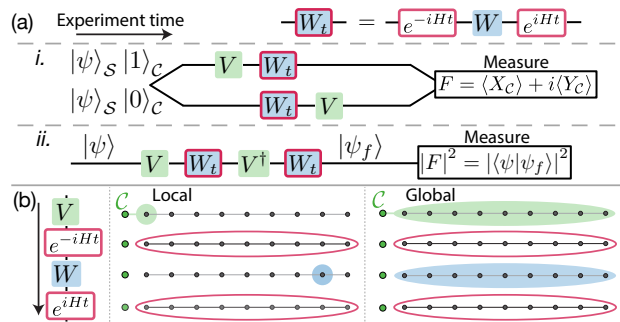 (a) Experiment time W_t = e^{-iHt} W e^{iHt}
i. |ψ⟩_S |1⟩_C V W_t Measure
|ψ⟩_S |0⟩_C W_t V F = ⟨X_C⟩ + i⟨Y_C⟩
ii. |ψ⟩ |ψ_f⟩ Measure
V W_t V† W_t |F|² = |⟨ψ|ψ_f⟩|²
(b) C Local C Global
V
e^{-iHt}
W
e^{iHt}